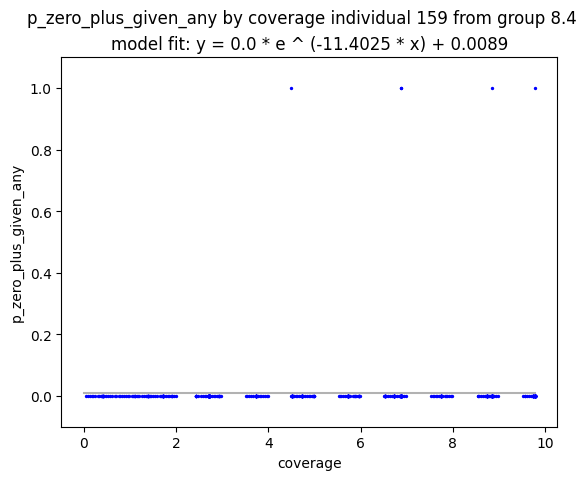 p_zero_plus_given_any by coverage individual 159 from group 8.4
model fit: y = 0.0 * e ^ (-11.4025 * x) + 0.0089
1.0
0.8
0.6
0.4
0.2
0.0
p_zero_plus_given_any
0 2 4 6 8 10
coverage